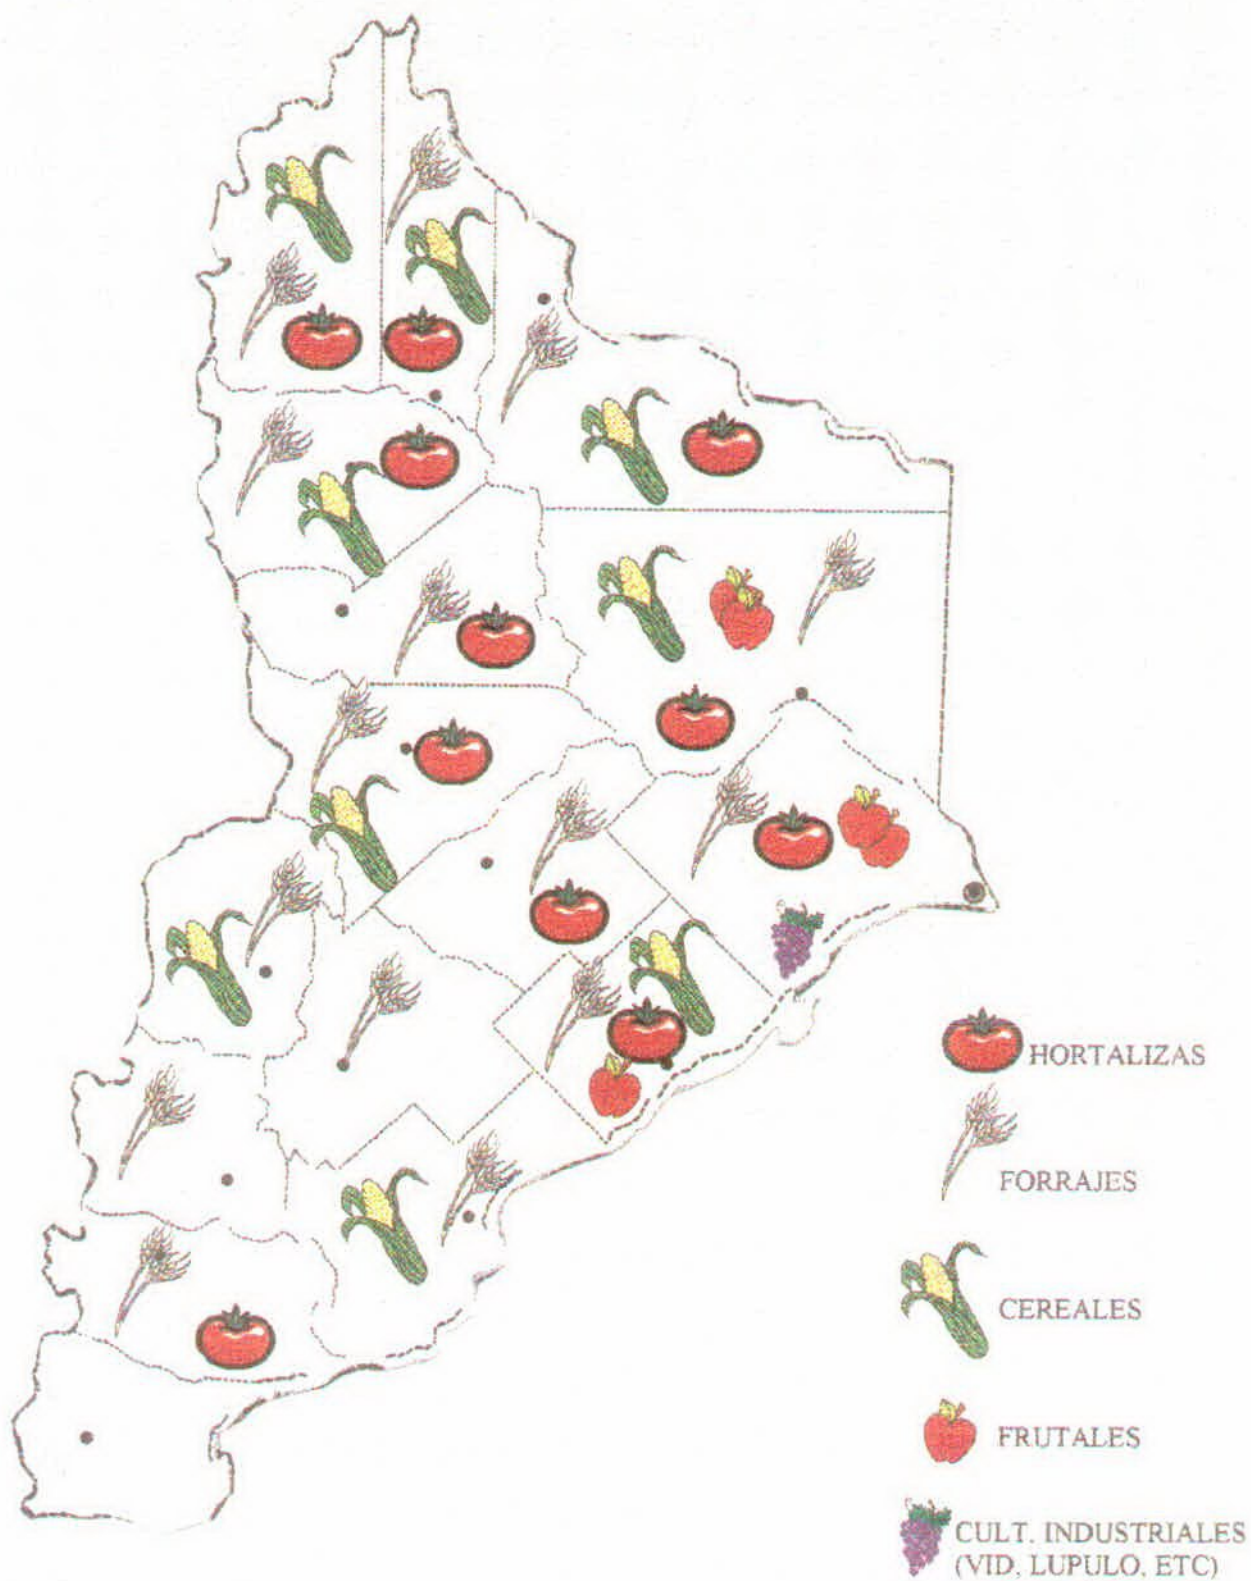 HORTALIZAS
FORRAJES
CEREALES
FRUTALES
CULT. INDUSTRIALES
(VID, LUPULO, ETC)